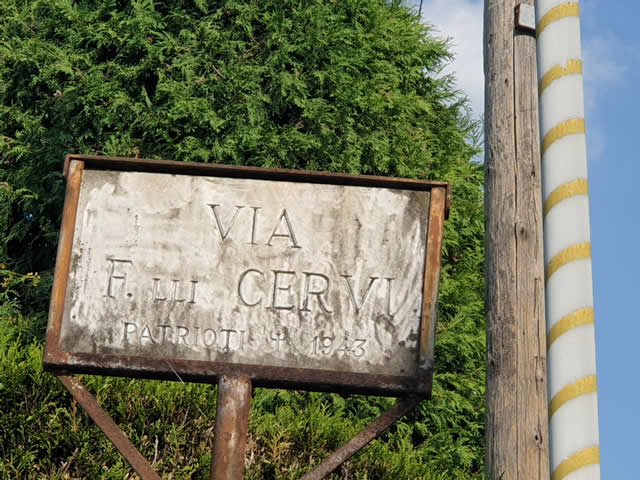 VIA
F.LLI CERVI
PATRIOTI ✝ 1943